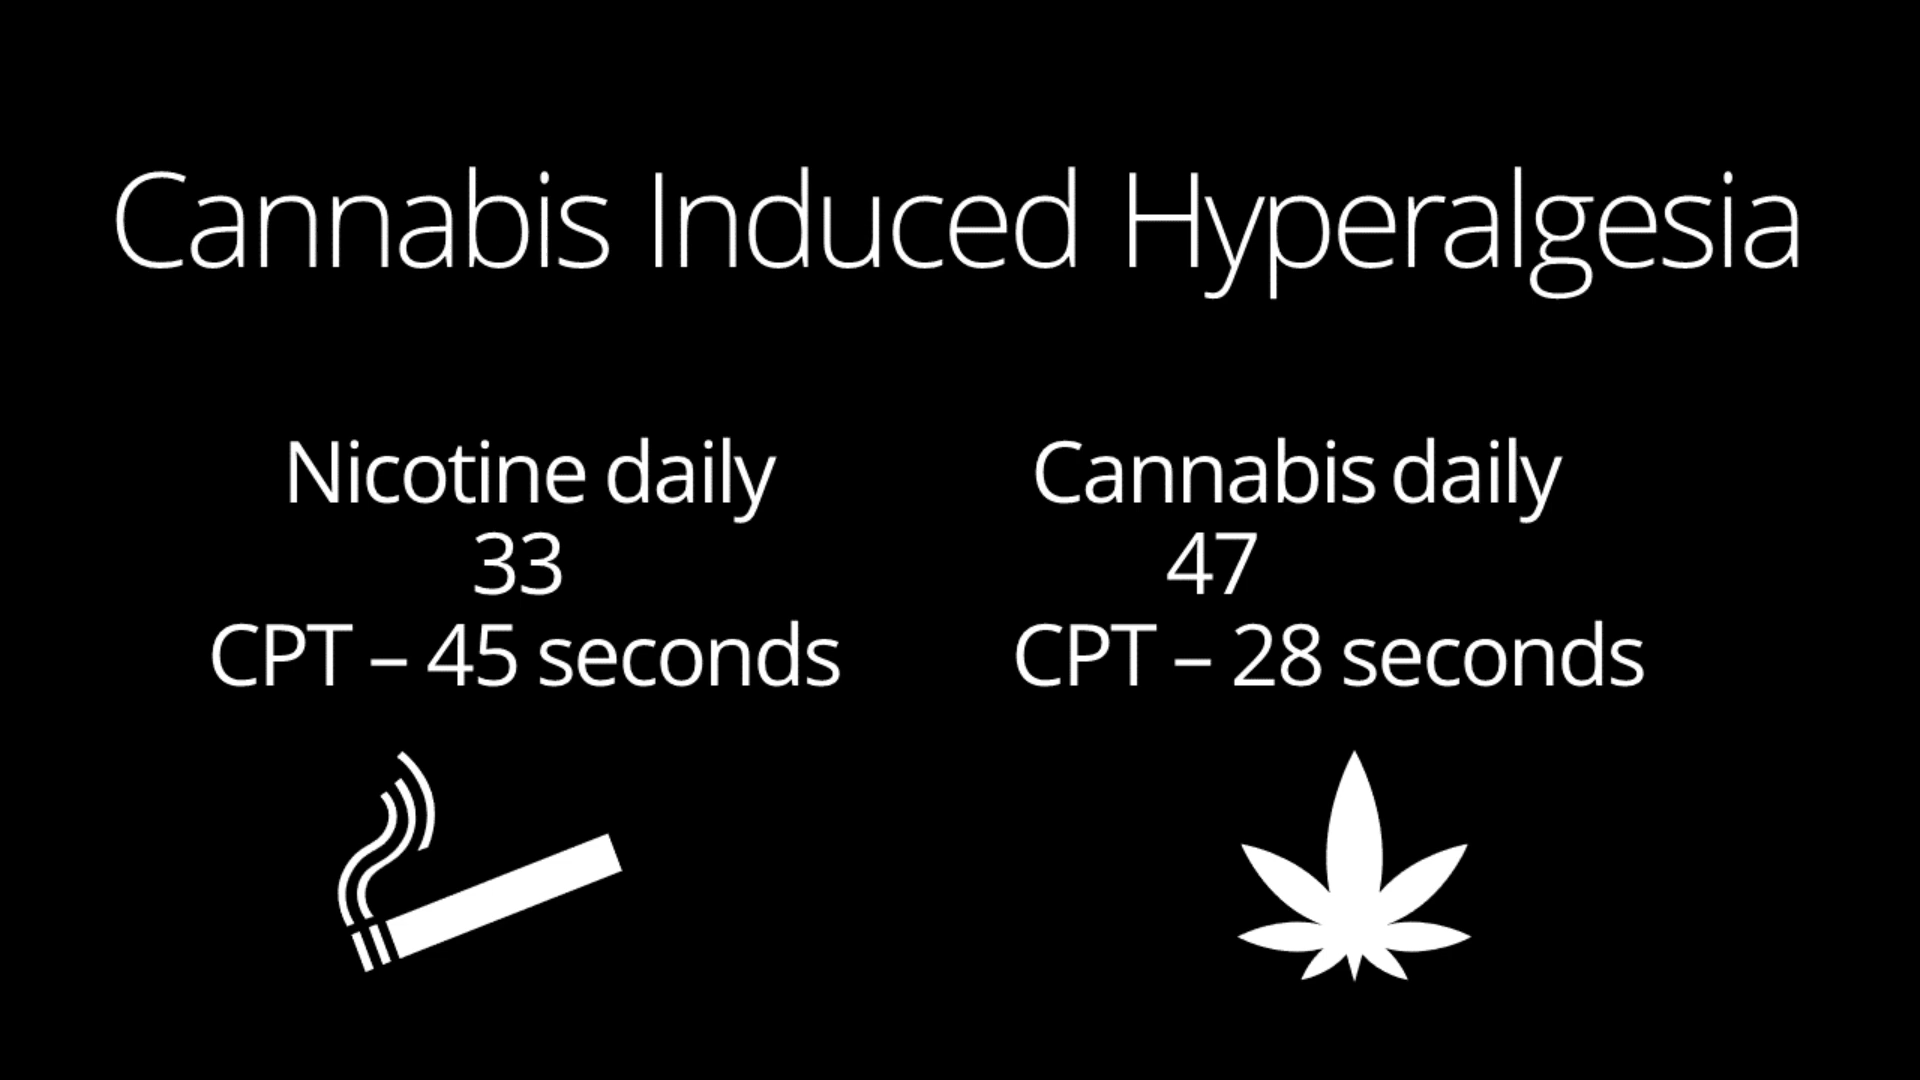 Cannabis Induced Hyperalgesia
Nicotine daily
33
CPT – 45 seconds
Cannabis daily
47
CPT – 28 seconds